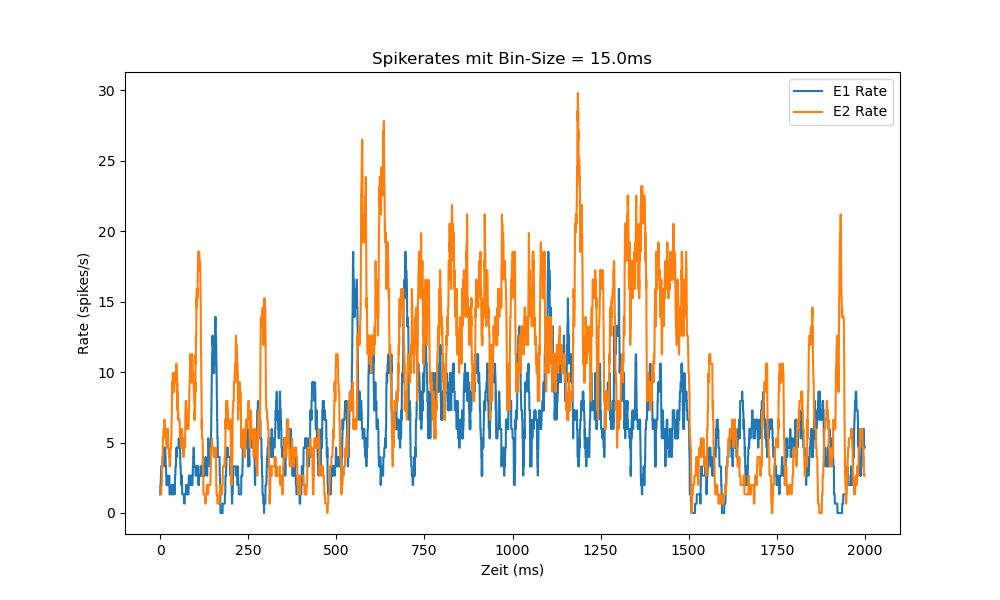 Spikerates mit Bin-Size = 15.0ms
E1 Rate
E2 Rate
30
25
20
15
10
5
0
Rate (spikes/s)
0 250 500 750 1000 1250 1500 1750 2000
Zeit (ms)